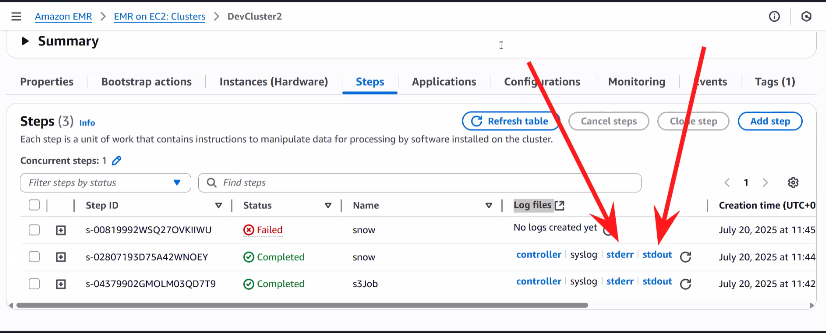 Amazon EMR > EMR on EC2: Clusters > DevCluster2
Summary
Properties Bootstrap actions Instances (Hardware) Steps Applications Configurations Monitoring Events Tags (1)
Steps (3) Info
Refresh table Cancel steps Clone step Add step
Each step is a unit of work that contains instructions to manipulate data for processing by software installed on the cluster.
Concurrent steps: 1
Filter steps by status Find steps 1
Step ID Status Name Log files Creation time (UTC+0
s-00819992WSQ27OVKIIWU Failed snow No logs created yet July 20, 2025 at 11:45
s-02807193D75A42WNOEY Completed snow controller | syslog | stderr | stdout July 20, 2025 at 11:44
s-04379902GMOLM03QD7T9 Completed s3Job controller | syslog | stderr | stdout July 20, 2025 at 11:42